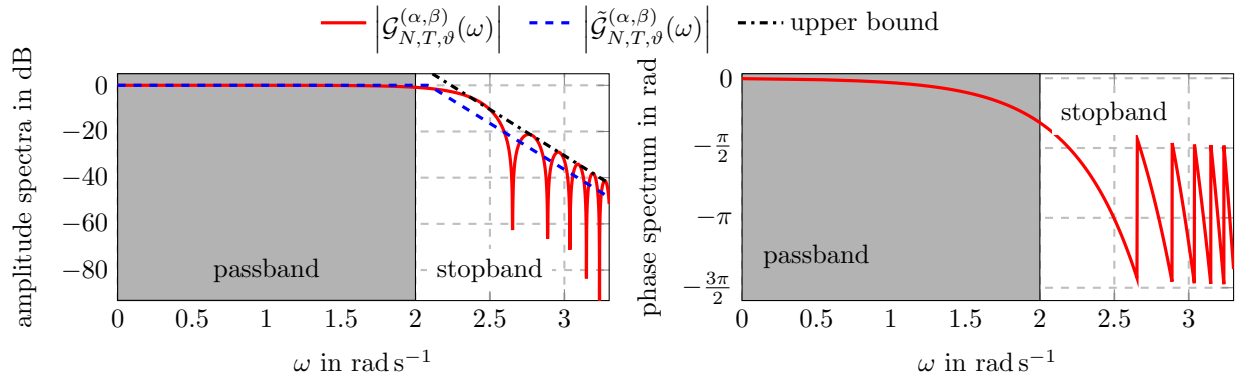 |𝒢_{N,T,ϑ}^{(α,β)}(ω)| |𝒢̃_{N,T,ϑ}^{(α,β)}(ω)| upper bound
amplitude spectra in dB
0
−20
−40
−60
−80
passband
stopband
0 0.5 1 1.5 2 2.5 3
ω in rad s⁻¹
phase spectrum in rad
0
−π/2
−π
−3π/2
stopband
passband
0 0.5 1 1.5 2 2.5 3
ω in rad s⁻¹